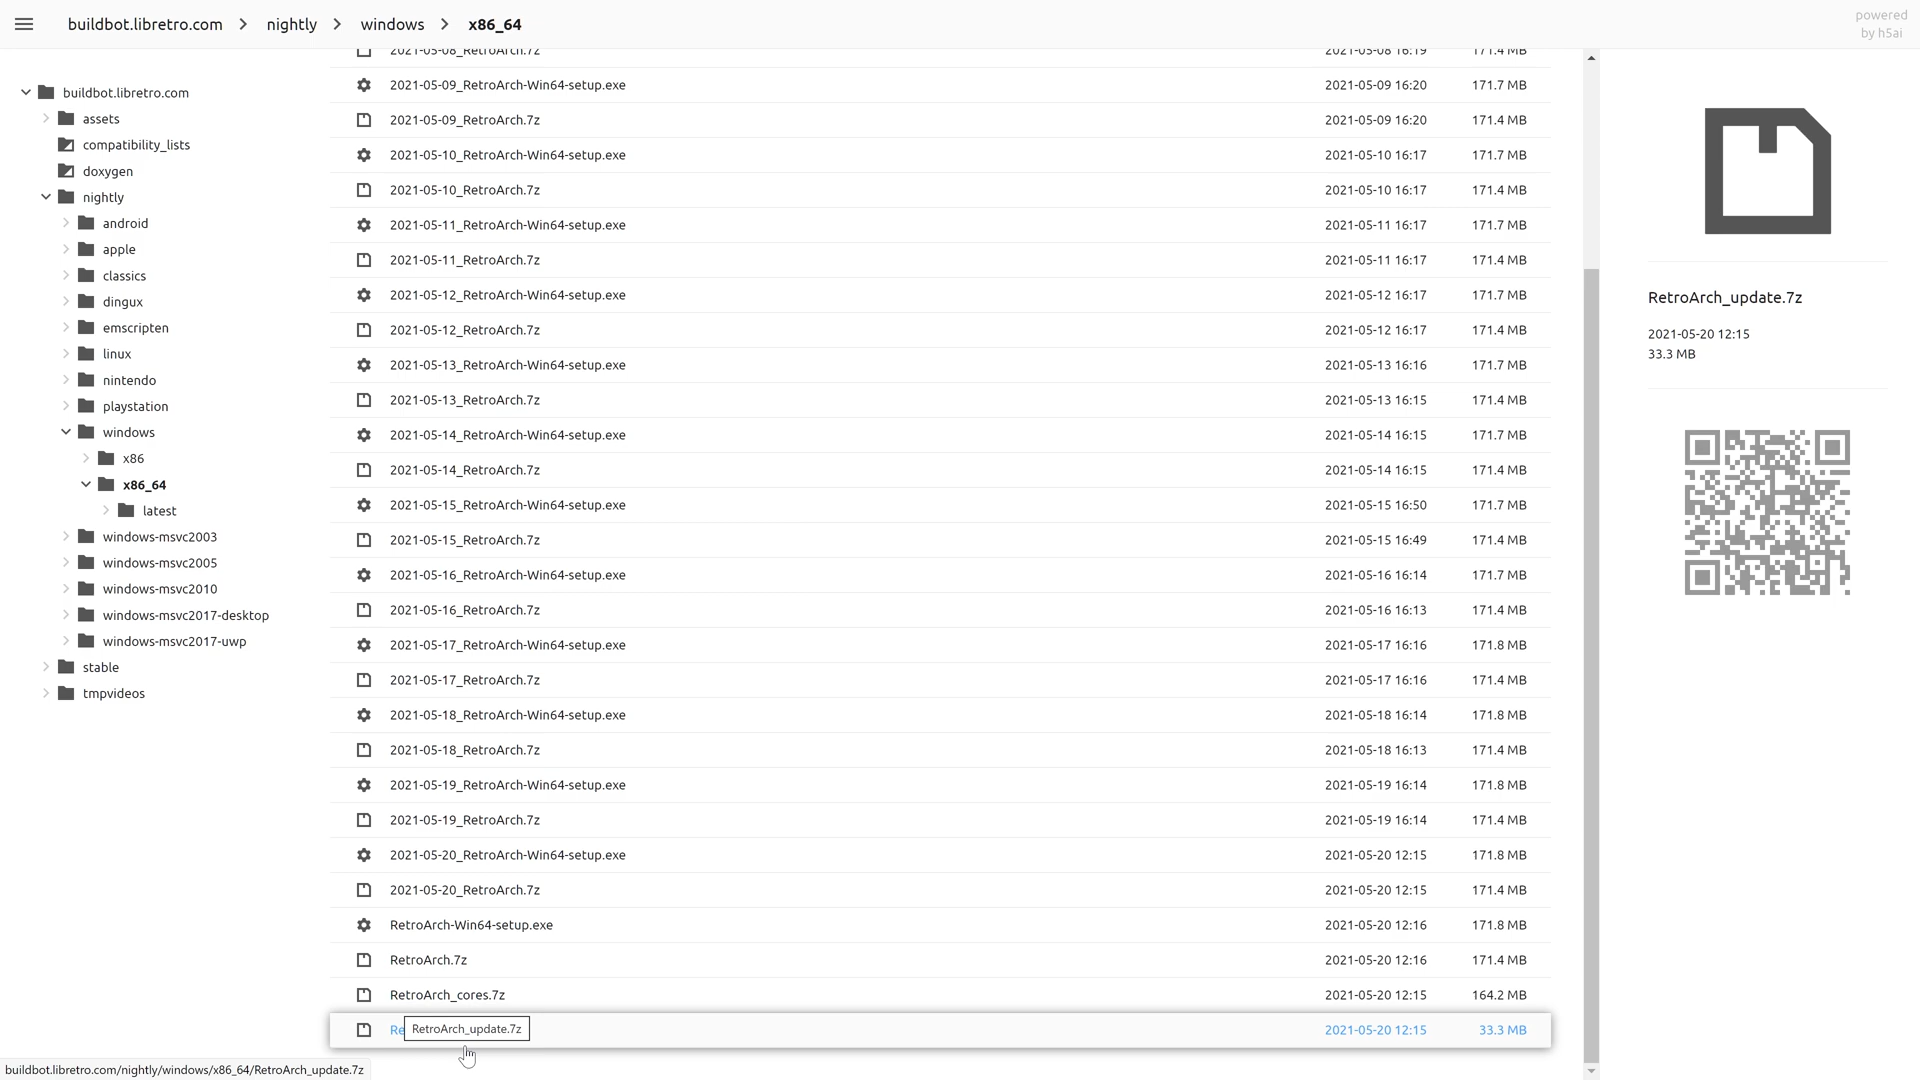 buildbot.libretro.com > nightly > windows > x86_64
powered
by h5ai
buildbot.libretro.com
assets
compatibility_lists
doxygen
nightly
android
apple
classics
dingux
emscripten
linux
nintendo
playstation
windows
x86
x86_64
latest
windows-msvc2003
windows-msvc2005
windows-msvc2010
windows-msvc2017-desktop
windows-msvc2017-uwp
stable
tmpvideos
2021-05-08_RetroArch.7z 2021-05-08 16:19 171.4 MB
2021-05-09_RetroArch-Win64-setup.exe 2021-05-09 16:20 171.7 MB
2021-05-09_RetroArch.7z 2021-05-09 16:20 171.4 MB
2021-05-10_RetroArch-Win64-setup.exe 2021-05-10 16:17 171.7 MB
2021-05-10_RetroArch.7z 2021-05-10 16:17 171.4 MB
2021-05-11_RetroArch-Win64-setup.exe 2021-05-11 16:17 171.7 MB
2021-05-11_RetroArch.7z 2021-05-11 16:17 171.4 MB
2021-05-12_RetroArch-Win64-setup.exe 2021-05-12 16:17 171.7 MB
2021-05-12_RetroArch.7z 2021-05-12 16:17 171.4 MB
2021-05-13_RetroArch-Win64-setup.exe 2021-05-13 16:16 171.7 MB
2021-05-13_RetroArch.7z 2021-05-13 16:15 171.4 MB
2021-05-14_RetroArch-Win64-setup.exe 2021-05-14 16:15 171.7 MB
2021-05-14_RetroArch.7z 2021-05-14 16:15 171.4 MB
2021-05-15_RetroArch-Win64-setup.exe 2021-05-15 16:50 171.7 MB
2021-05-15_RetroArch.7z 2021-05-15 16:49 171.4 MB
2021-05-16_RetroArch-Win64-setup.exe 2021-05-16 16:14 171.7 MB
2021-05-16_RetroArch.7z 2021-05-16 16:13 171.4 MB
2021-05-17_RetroArch-Win64-setup.exe 2021-05-17 16:16 171.8 MB
2021-05-17_RetroArch.7z 2021-05-17 16:16 171.4 MB
2021-05-18_RetroArch-Win64-setup.exe 2021-05-18 16:14 171.8 MB
2021-05-18_RetroArch.7z 2021-05-18 16:13 171.4 MB
2021-05-19_RetroArch-Win64-setup.exe 2021-05-19 16:14 171.8 MB
2021-05-19_RetroArch.7z 2021-05-19 16:14 171.4 MB
2021-05-20_RetroArch-Win64-setup.exe 2021-05-20 12:15 171.8 MB
2021-05-20_RetroArch.7z 2021-05-20 12:15 171.4 MB
RetroArch-Win64-setup.exe 2021-05-20 12:16 171.8 MB
RetroArch.7z 2021-05-20 12:16 171.4 MB
RetroArch_cores.7z 2021-05-20 12:15 164.2 MB
Re RetroArch_update.7z 2021-05-20 12:15 33.3 MB
buildbot.libretro.com/nightly/windows/x86_64/RetroArch_update.7z
RetroArch_update.7z
2021-05-20 12:15
33.3 MB